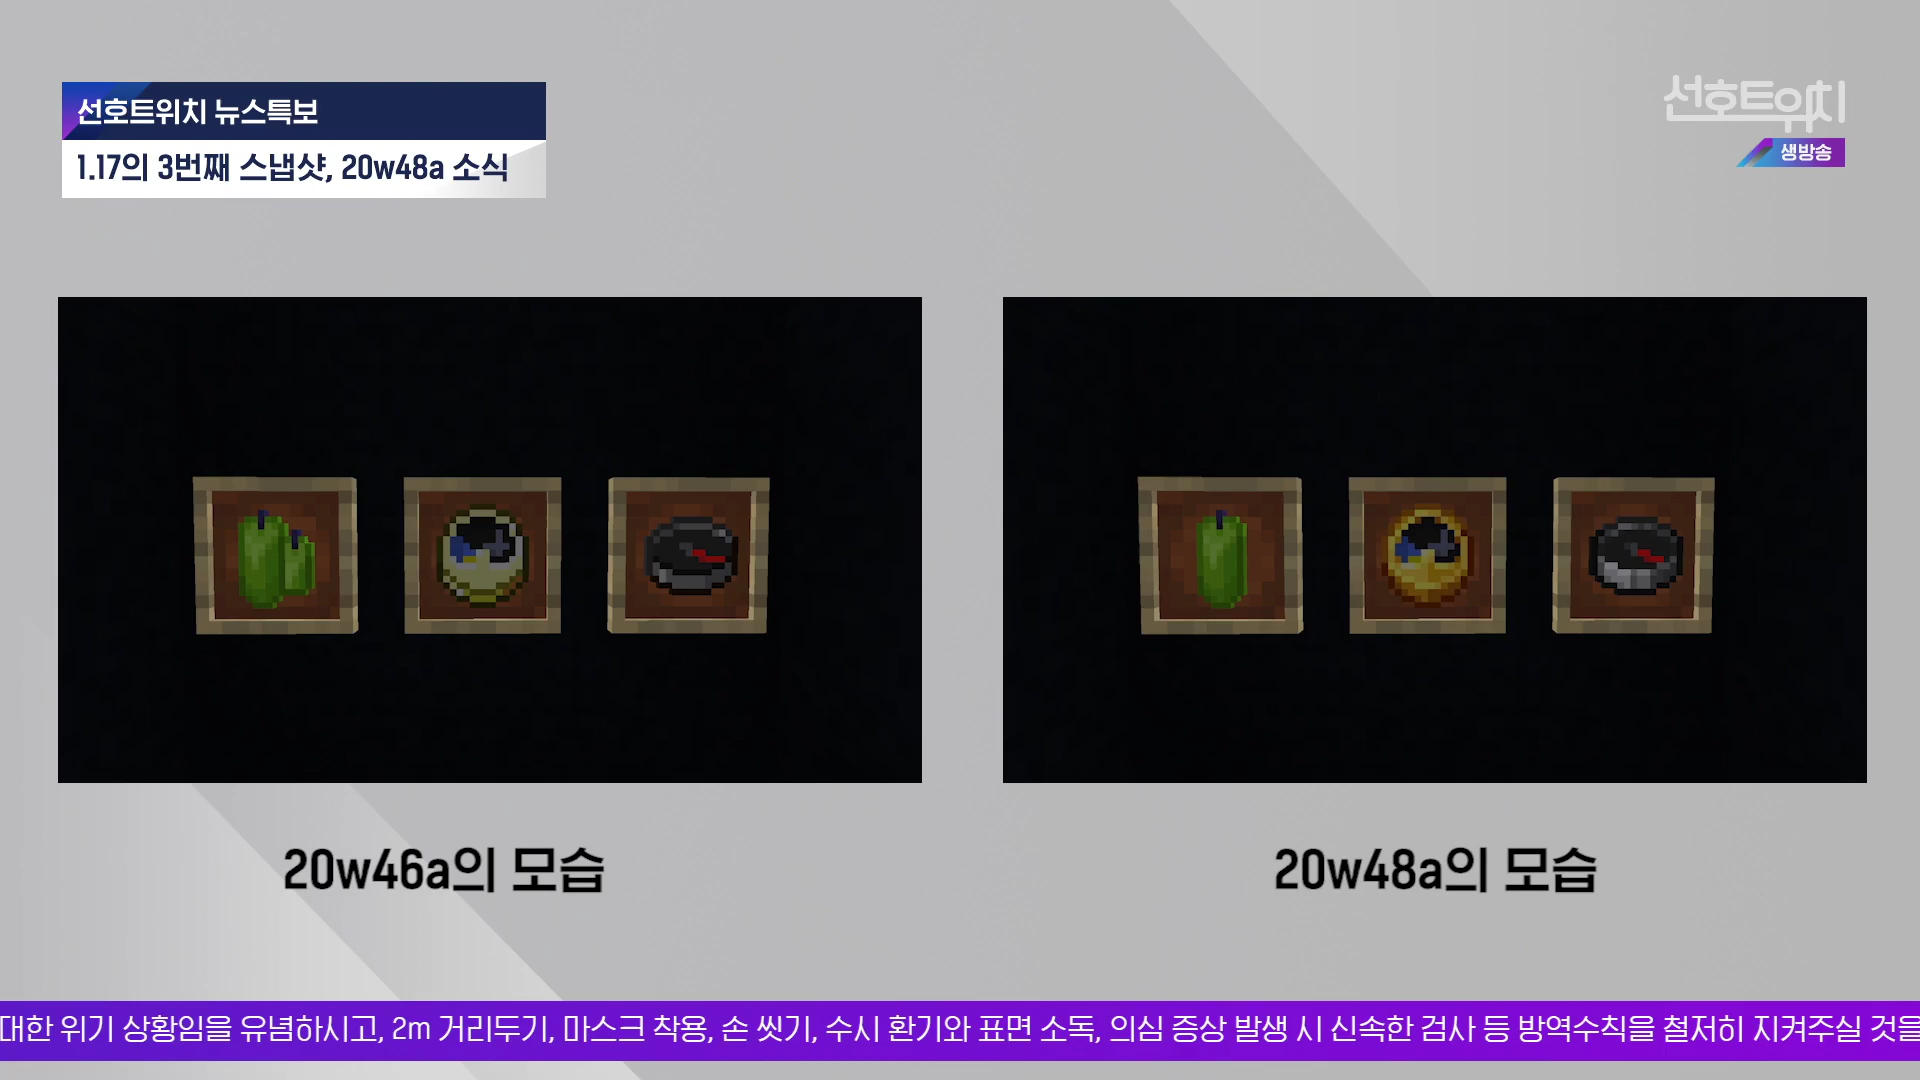 선호트위치 뉴스특보
1.17의 3번째 스냅샷, 20w48a 소식
선호트위치
생방송
20w46a의 모습
20w48a의 모습
대한 위기 상황임을 유념하시고, 2m 거리두기, 마스크 착용, 손 씻기, 수시 환기와 표면 소독, 의심 증상 발생 시 신속한 검사 등 방역수칙을 철저히 지켜주실 것을